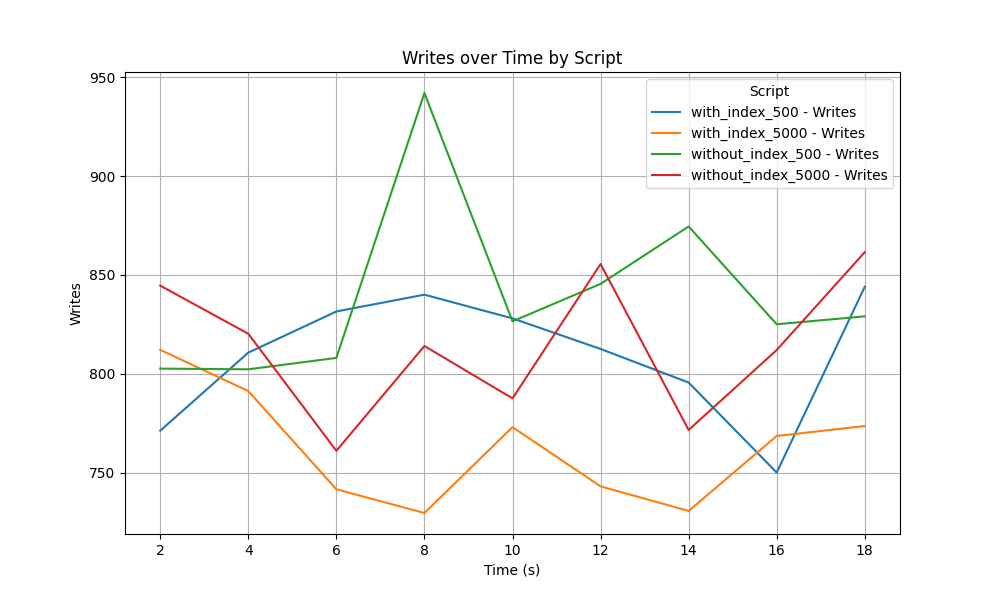 Writes over Time by Script
950
900
850
800
750
Writes
Script
with_index_500 - Writes
with_index_5000 - Writes
without_index_500 - Writes
without_index_5000 - Writes
2 4 6 8 10 12 14 16 18
Time (s)